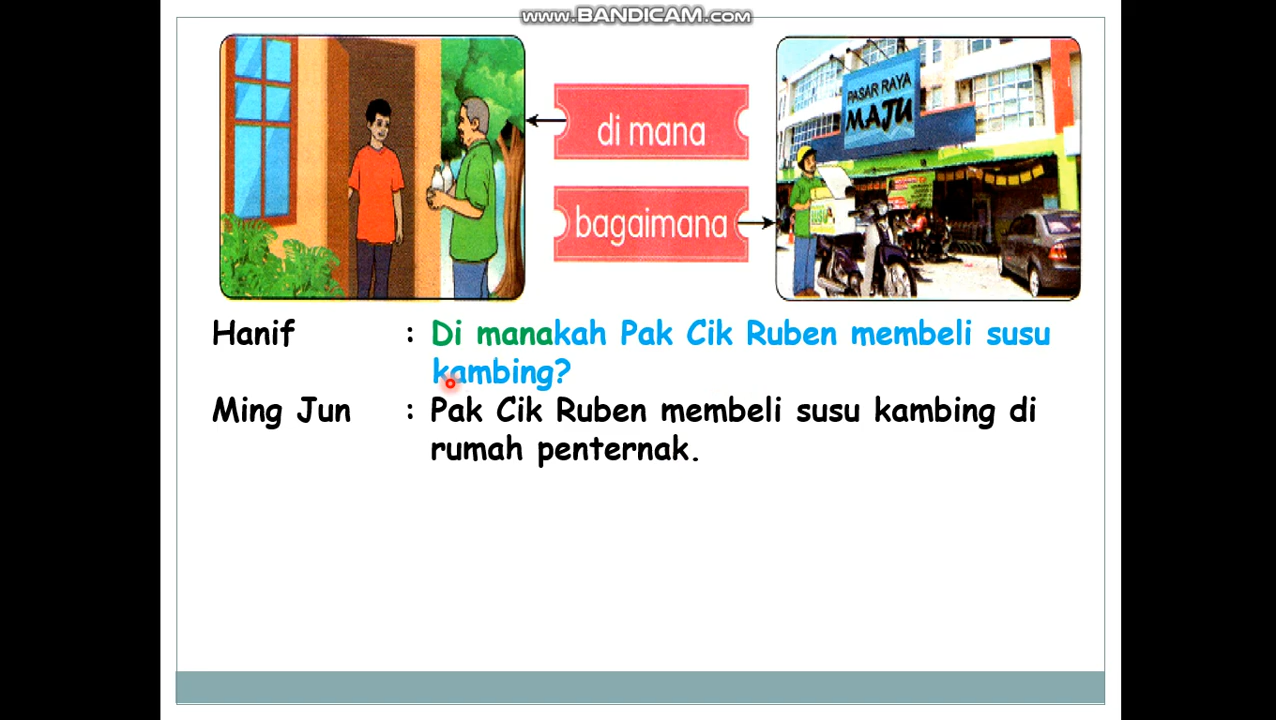 www.BANDICAM.com
di mana
PASAR RAYA
MAJU
bagaimana
SUSU
Hanif : Di manakah Pak Cik Ruben membeli susu
kambing?
Ming Jun : Pak Cik Ruben membeli susu kambing di
rumah penternak.